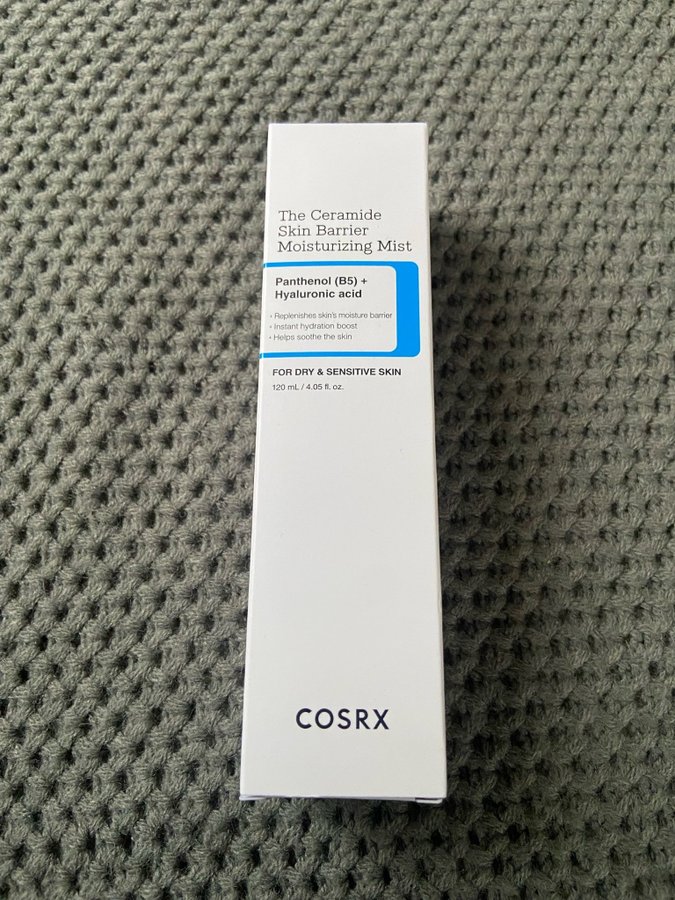 The Ceramide
Skin Barrier
Moisturizing Mist
Panthenol (B5) +
Hyaluronic acid
• Replenishes skin's moisture barrier
• Instant hydration boost
• Helps soothe the skin
FOR DRY & SENSITIVE SKIN
120 mL / 4.05 fl. oz.
COSRX